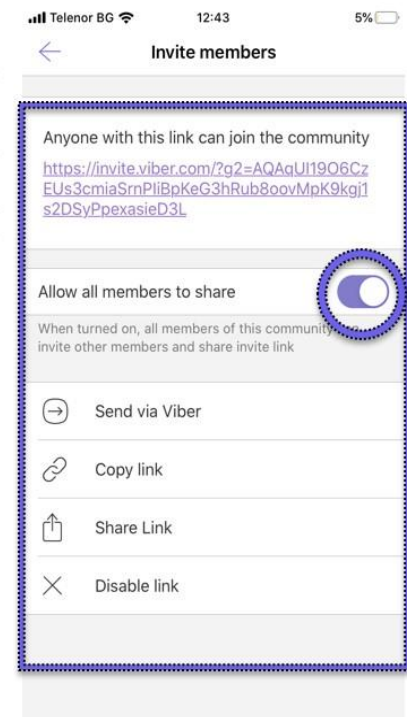 Telenor BG 12:43 5%
Invite members
Anyone with this link can join the community
https://invite.viber.com/?g2=AQAqUI19O6Cz
EUs3cmiaSrnPIiBpKeG3hRub8oovMpK9kgj1
s2DSyPpexasieD3L
Allow all members to share
When turned on, all members of this community
invite other members and share invite link
Send via Viber
Copy link
Share Link
Disable link